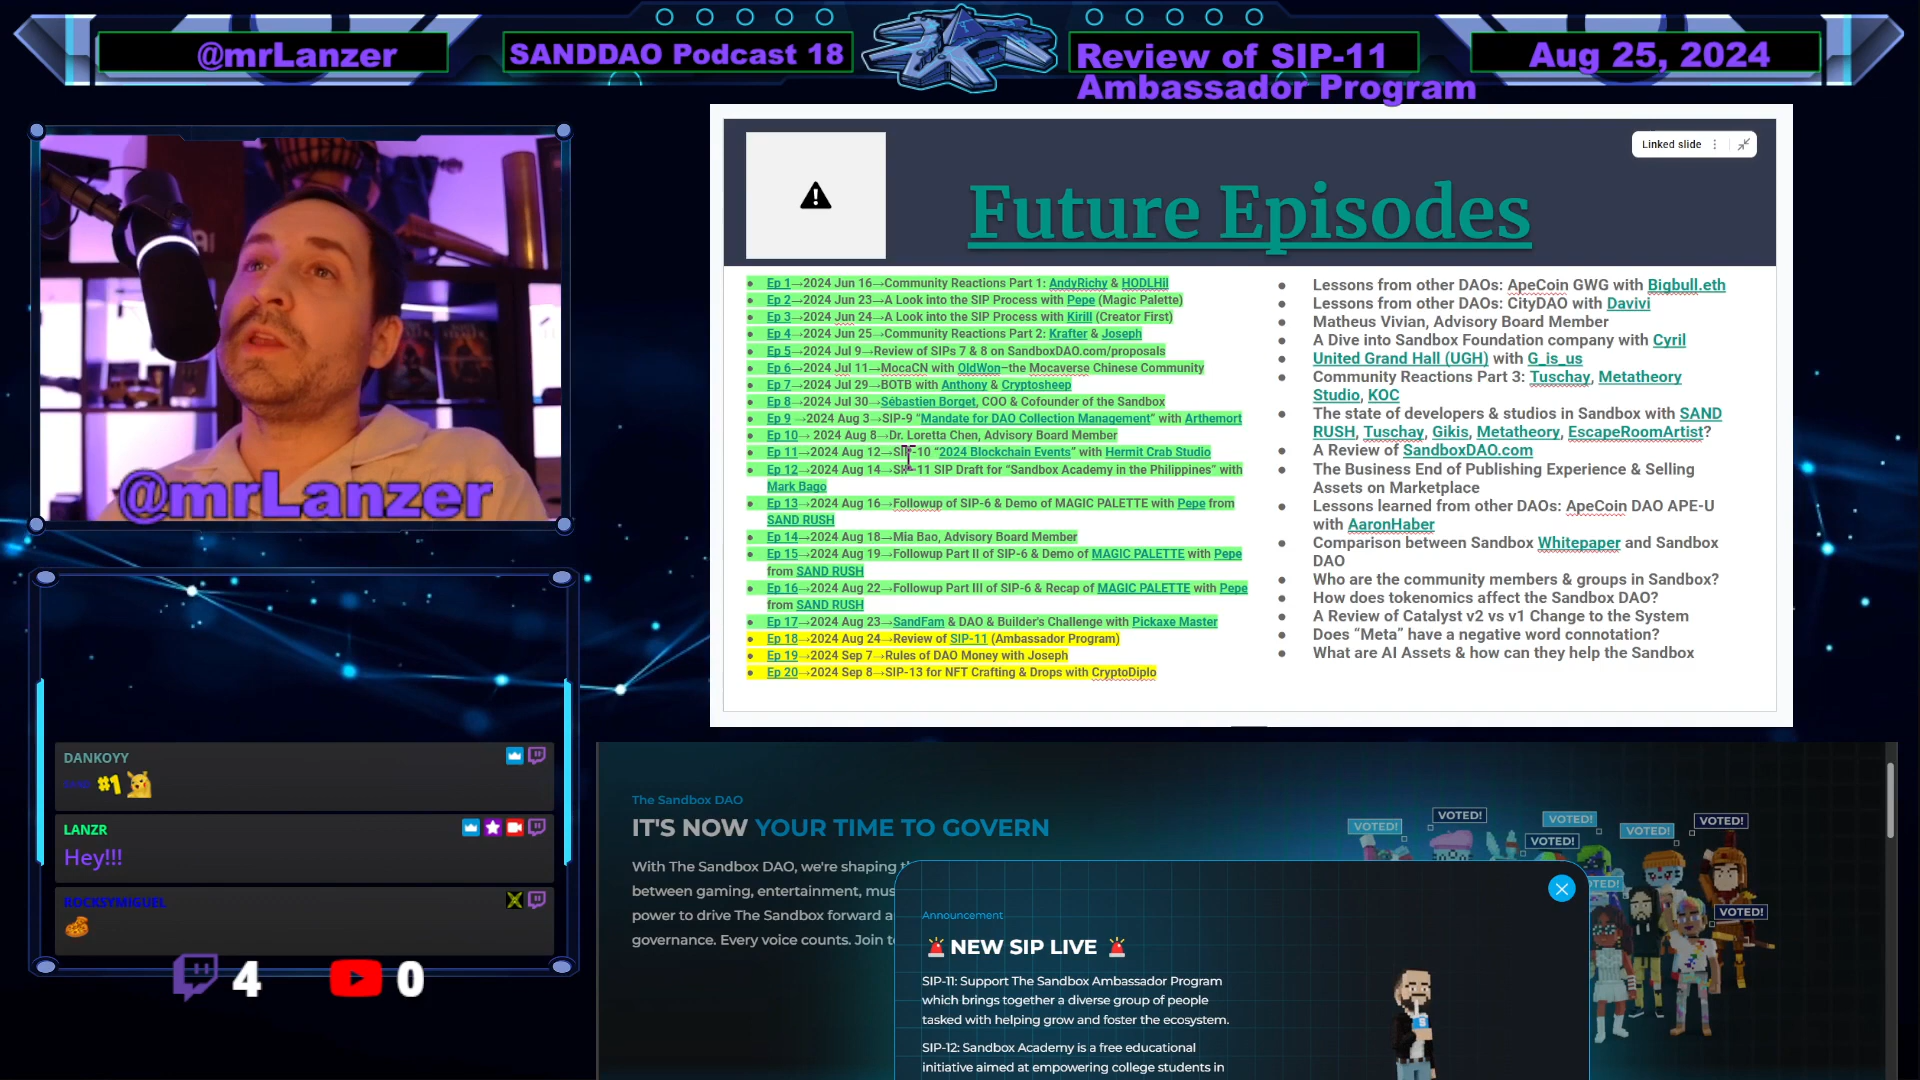 @mrLanzer
SANDDAO Podcast 18
Review of SIP-11
Ambassador Program
Aug 25, 2024
Linked slide
Future Episodes
Ep 1→2024 Jun 16→Community Reactions Part 1: AndyRichy & HODLHil
Ep 2→2024 Jun 23→A Look into the SIP Process with Pepe (Magic Palette)
Ep 3→2024 Jun 24→A Look into the SIP Process with Kirill (Creator First)
Ep 4→2024 Jun 25→Community Reactions Part 2: Krafter & Joseph
Ep 5→2024 Jul 9→Review of SIPs 7 & 8 on SandboxDAO.com/proposals
Ep 6→2024 Jul 11→MocaCN with OldWon–the Mocaverse Chinese Community
Ep 7→2024 Jul 29→BOTB with Anthony & Cryptosheep
Ep 8→2024 Jul 30→Sébastien Borget, COO & Cofounder of the Sandbox
Ep 9 →2024 Aug 3→SIP-9 “Mandate for DAO Collection Management” with Arthemort
Ep 10→ 2024 Aug 8→Dr. Loretta Chen, Advisory Board Member
Ep 11→2024 Aug 12→SIP-10 “2024 Blockchain Events” with Hermit Crab Studio
Ep 12→2024 Aug 14→SIP-11 SIP Draft for “Sandbox Academy in the Philippines” with
Mark Bago
Ep 13→2024 Aug 16→Followup of SIP-6 & Demo of MAGIC PALETTE with Pepe from
SAND RUSH
Ep 14→2024 Aug 18→Mia Bao, Advisory Board Member
Ep 15→2024 Aug 19→Followup Part II of SIP-6 & Demo of MAGIC PALETTE with Pepe
from SAND RUSH
Ep 16→2024 Aug 22→Followup Part III of SIP-6 & Recap of MAGIC PALETTE with Pepe
from SAND RUSH
Ep 17→2024 Aug 23→SandFam & DAO & Builder's Challenge with Pickaxe Master
Ep 18→2024 Aug 24→Review of SIP-11 (Ambassador Program)
Ep 19→2024 Sep 7→Rules of DAO Money with Joseph
Ep 20→2024 Sep 8→SIP-13 for NFT Crafting & Drops with CryptoDiplo
Lessons from other DAOs: ApeCoin GWG with Bigbull.eth
Lessons from other DAOs: CityDAO with Davivi
Matheus Vivian, Advisory Board Member
A Dive into Sandbox Foundation company with Cyril
United Grand Hall (UGH) with G_is_us
Community Reactions Part 3: Tuschay, Metatheory
Studio, KOC
The state of developers & studios in Sandbox with SAND
RUSH, Tuschay, Gikis, Metatheory, EscapeRoomArtist?
A Review of SandboxDAO.com
The Business End of Publishing Experience & Selling
Assets on Marketplace
Lessons learned from other DAOs: ApeCoin DAO APE-U
with AaronHaber
Comparison between Sandbox Whitepaper and Sandbox
DAO
Who are the community members & groups in Sandbox?
How does tokenomics affect the Sandbox DAO?
A Review of Catalyst v2 vs v1 Change to the System
Does “Meta” have a negative word connotation?
What are AI Assets & how can they help the Sandbox
@mrLanzer
DANKOYY
#1
LANZR
Hey!!!
ROCKSYMIGUEL
4
0
The Sandbox DAO
IT'S NOW YOUR TIME TO GOVERN
With The Sandbox DAO, we're shaping
between gaming, entertainment, mus
power to drive The Sandbox forward a
governance. Every voice counts. Join t
VOTED!
VOTED!
VOTED!
VOTED!
VOTED!
VOTED!
VOTED!
Announcement
NEW SIP LIVE
SIP-11: Support The Sandbox Ambassador Program
which brings together a diverse group of people
tasked with helping grow and foster the ecosystem.
SIP-12: Sandbox Academy is a free educational
initiative aimed at empowering college students in